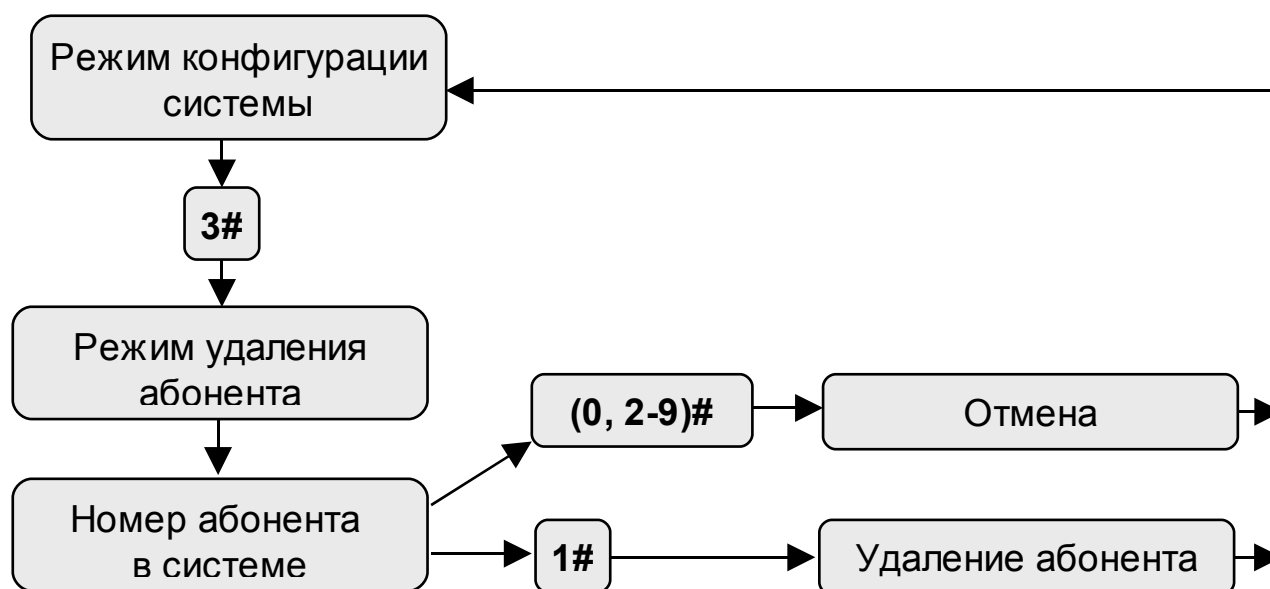 Режим конфигурации
системы
3#
Режим удаления
абонента
(0, 2-9)#
Отмена
Номер абонента
в системе
1#
Удаление абонента